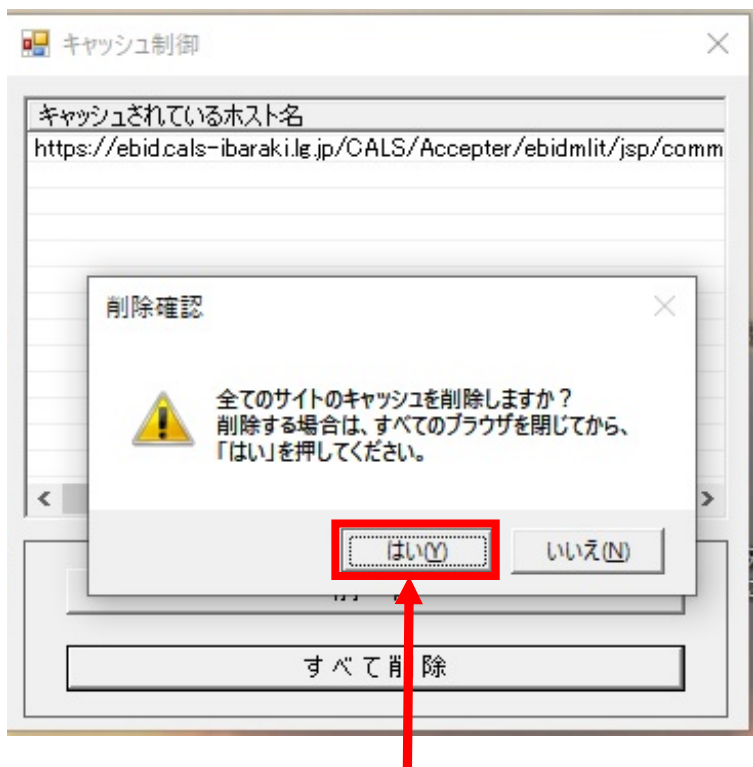 キャッシュ制御
キャッシュされているホスト名
https://ebid.cals-ibaraki.lg.jp/CALS/Accepter/ebidmlit/jsp/comm
削除確認
全てのサイトのキャッシュを削除しますか？
削除する場合は、すべてのブラウザを閉じてから、
「はい」を押してください。
はい(Y)
いいえ(N)
すべて削除